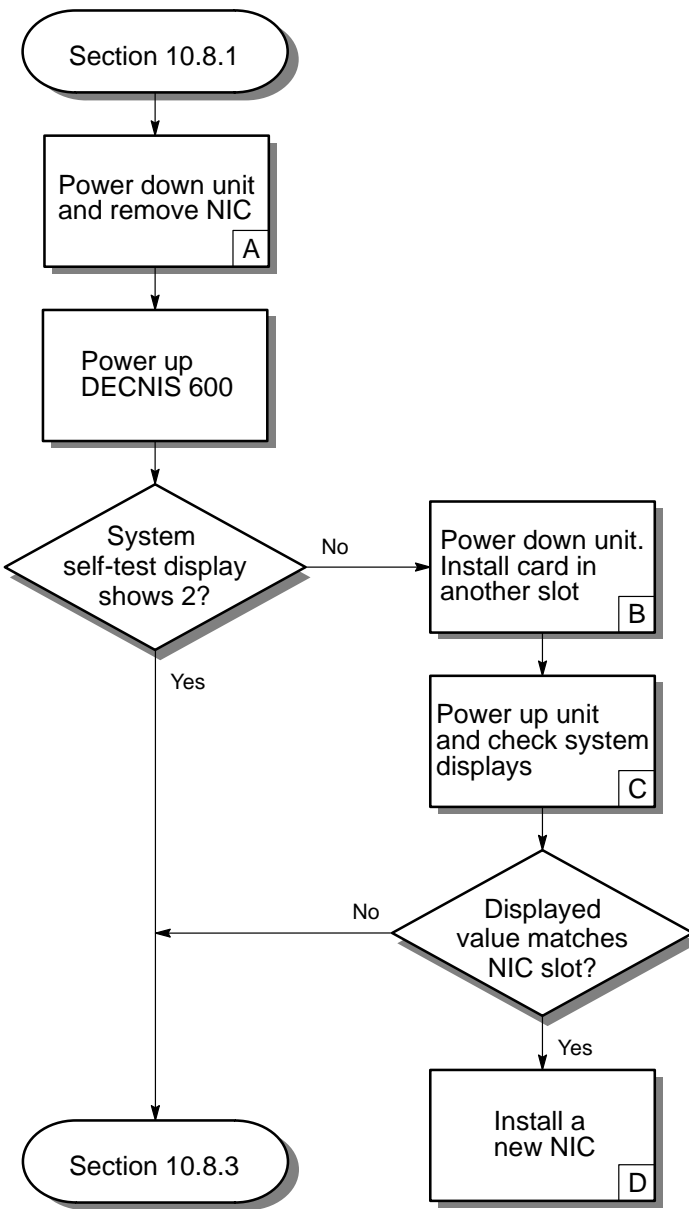 Section 10.8.1
Power down unit
and remove NIC
A
Power up
DECNIS 600
System
self-test display
shows 2?
No
Yes
Power down unit.
Install card in
another slot
B
Power up unit
and check system
displays
C
Displayed
value matches
NIC slot?
No
Yes
Install a
new NIC
D
Section 10.8.3